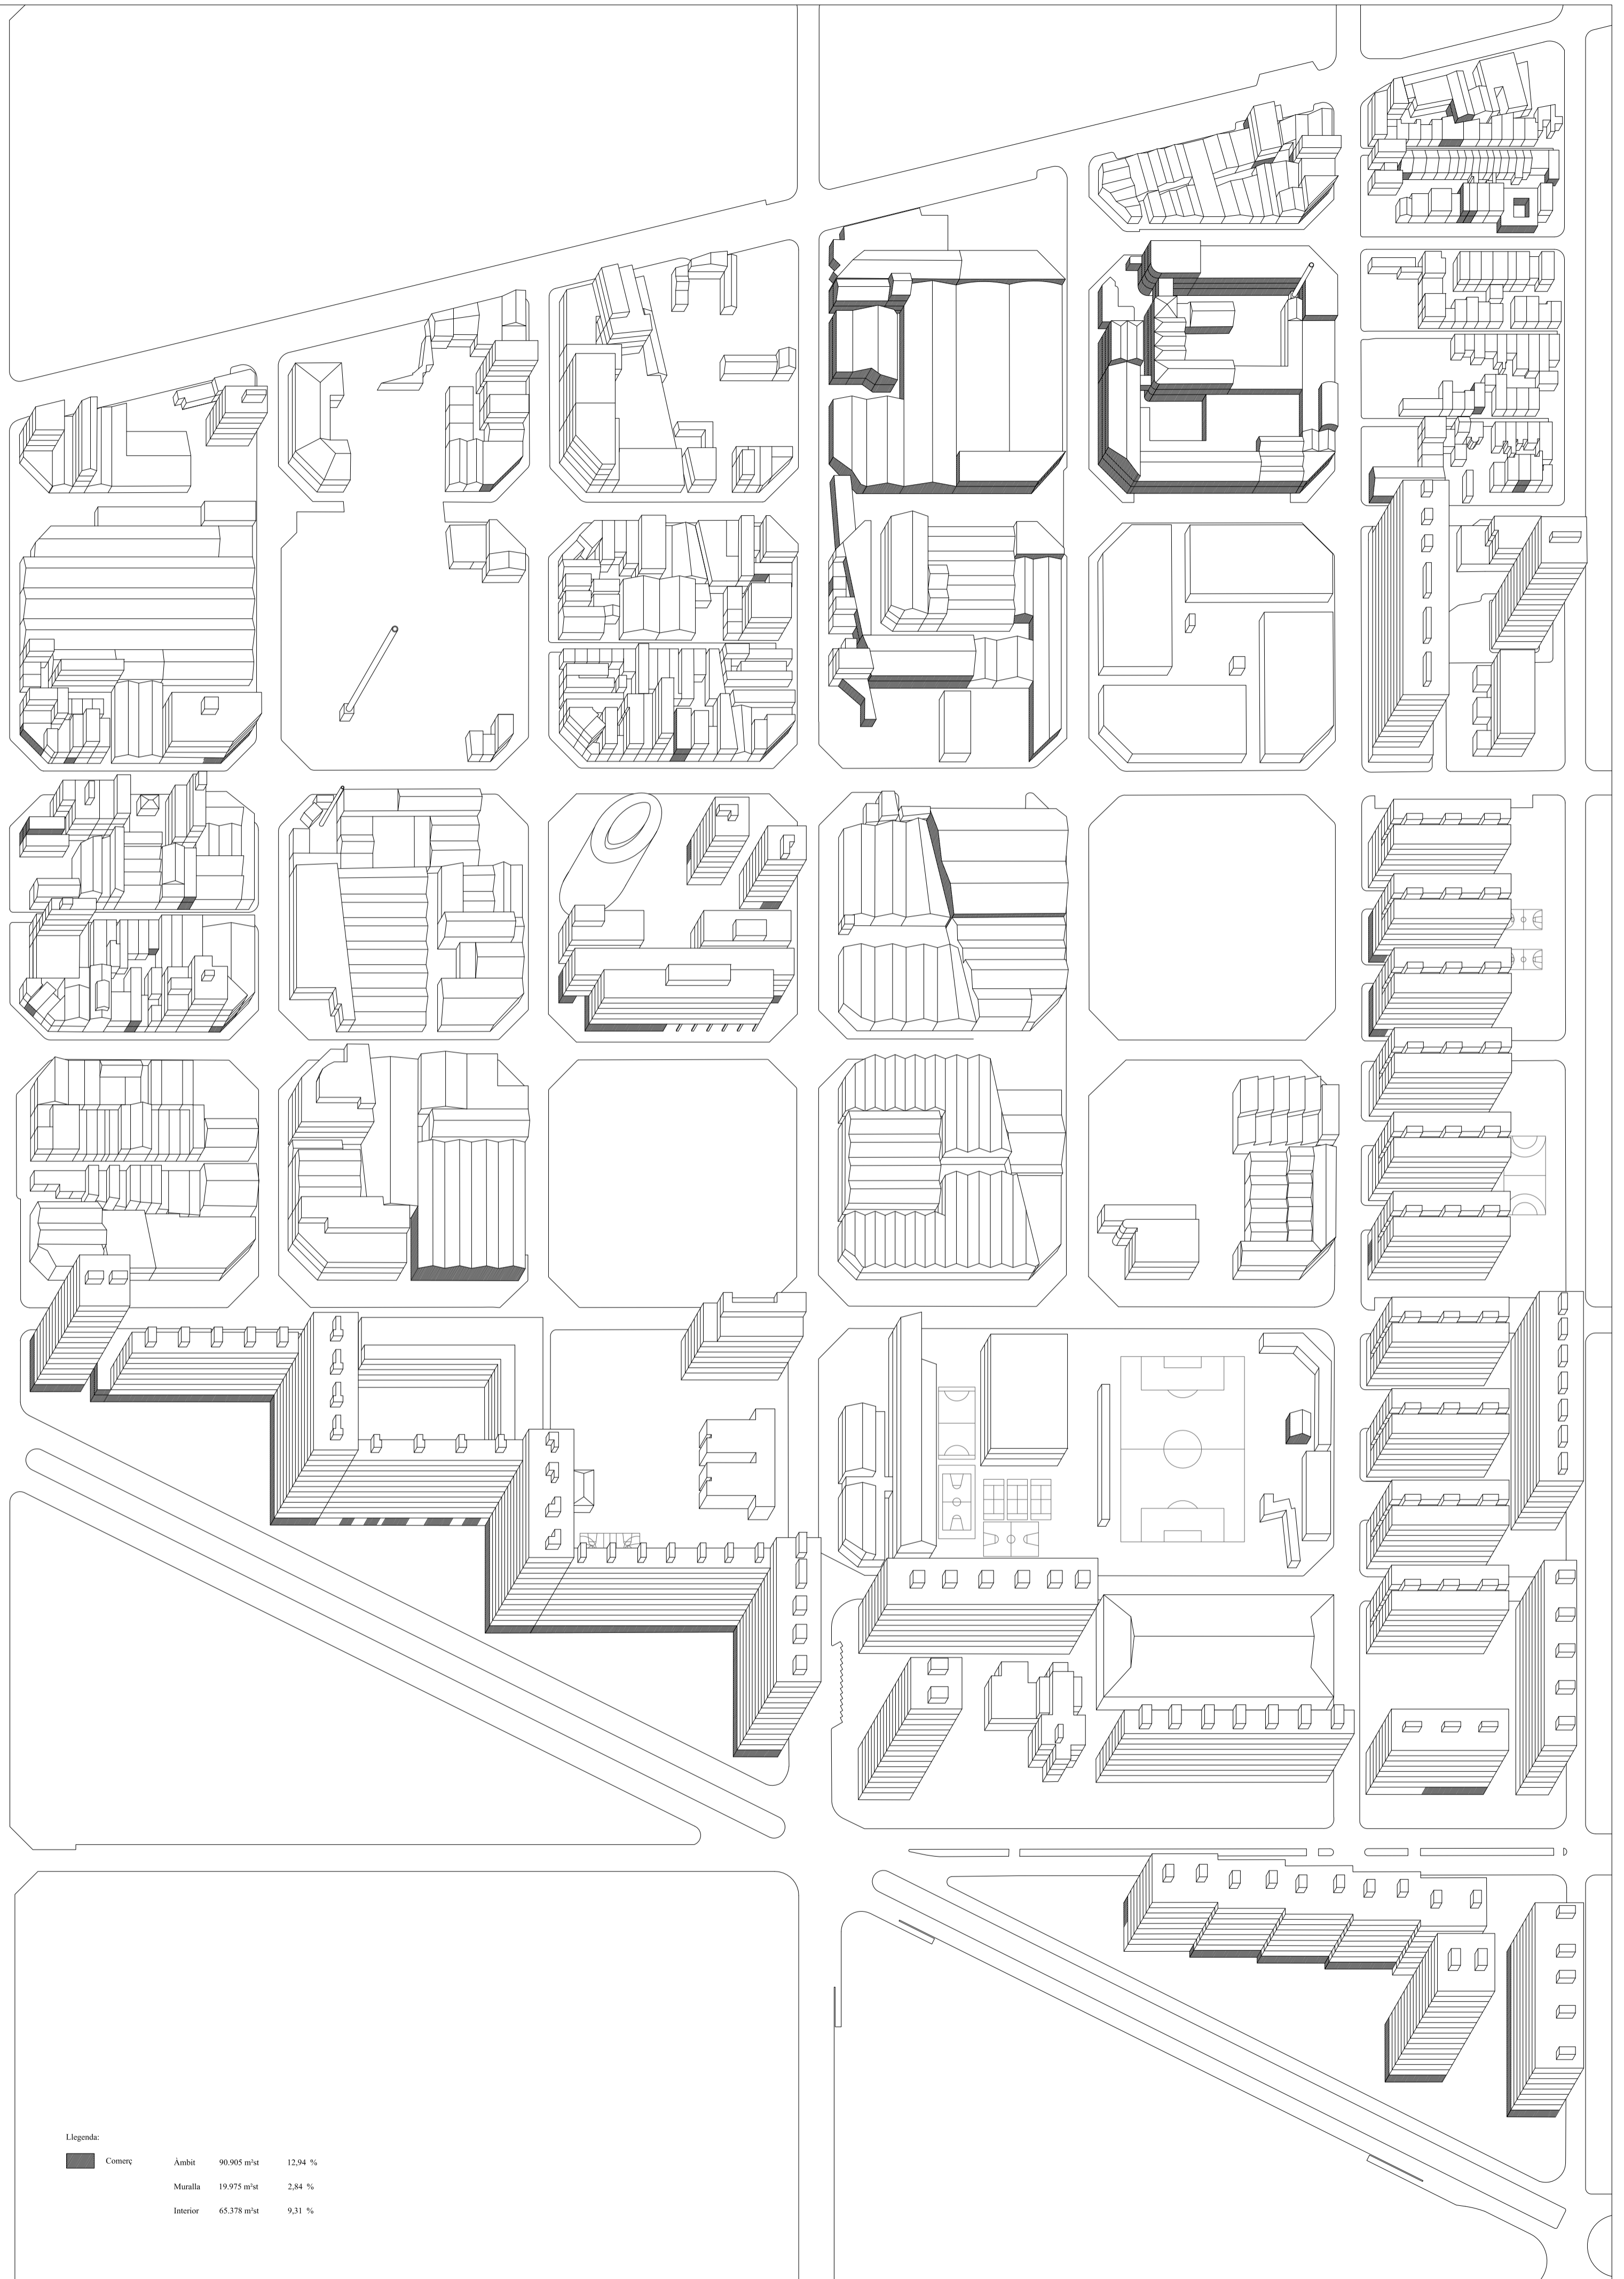 Llegenda:
Comerç Àmbit 90.905 m²st 12,94 %
Muralla 19.975 m²st 2,84 %
Interior 65.378 m²st 9,31 %